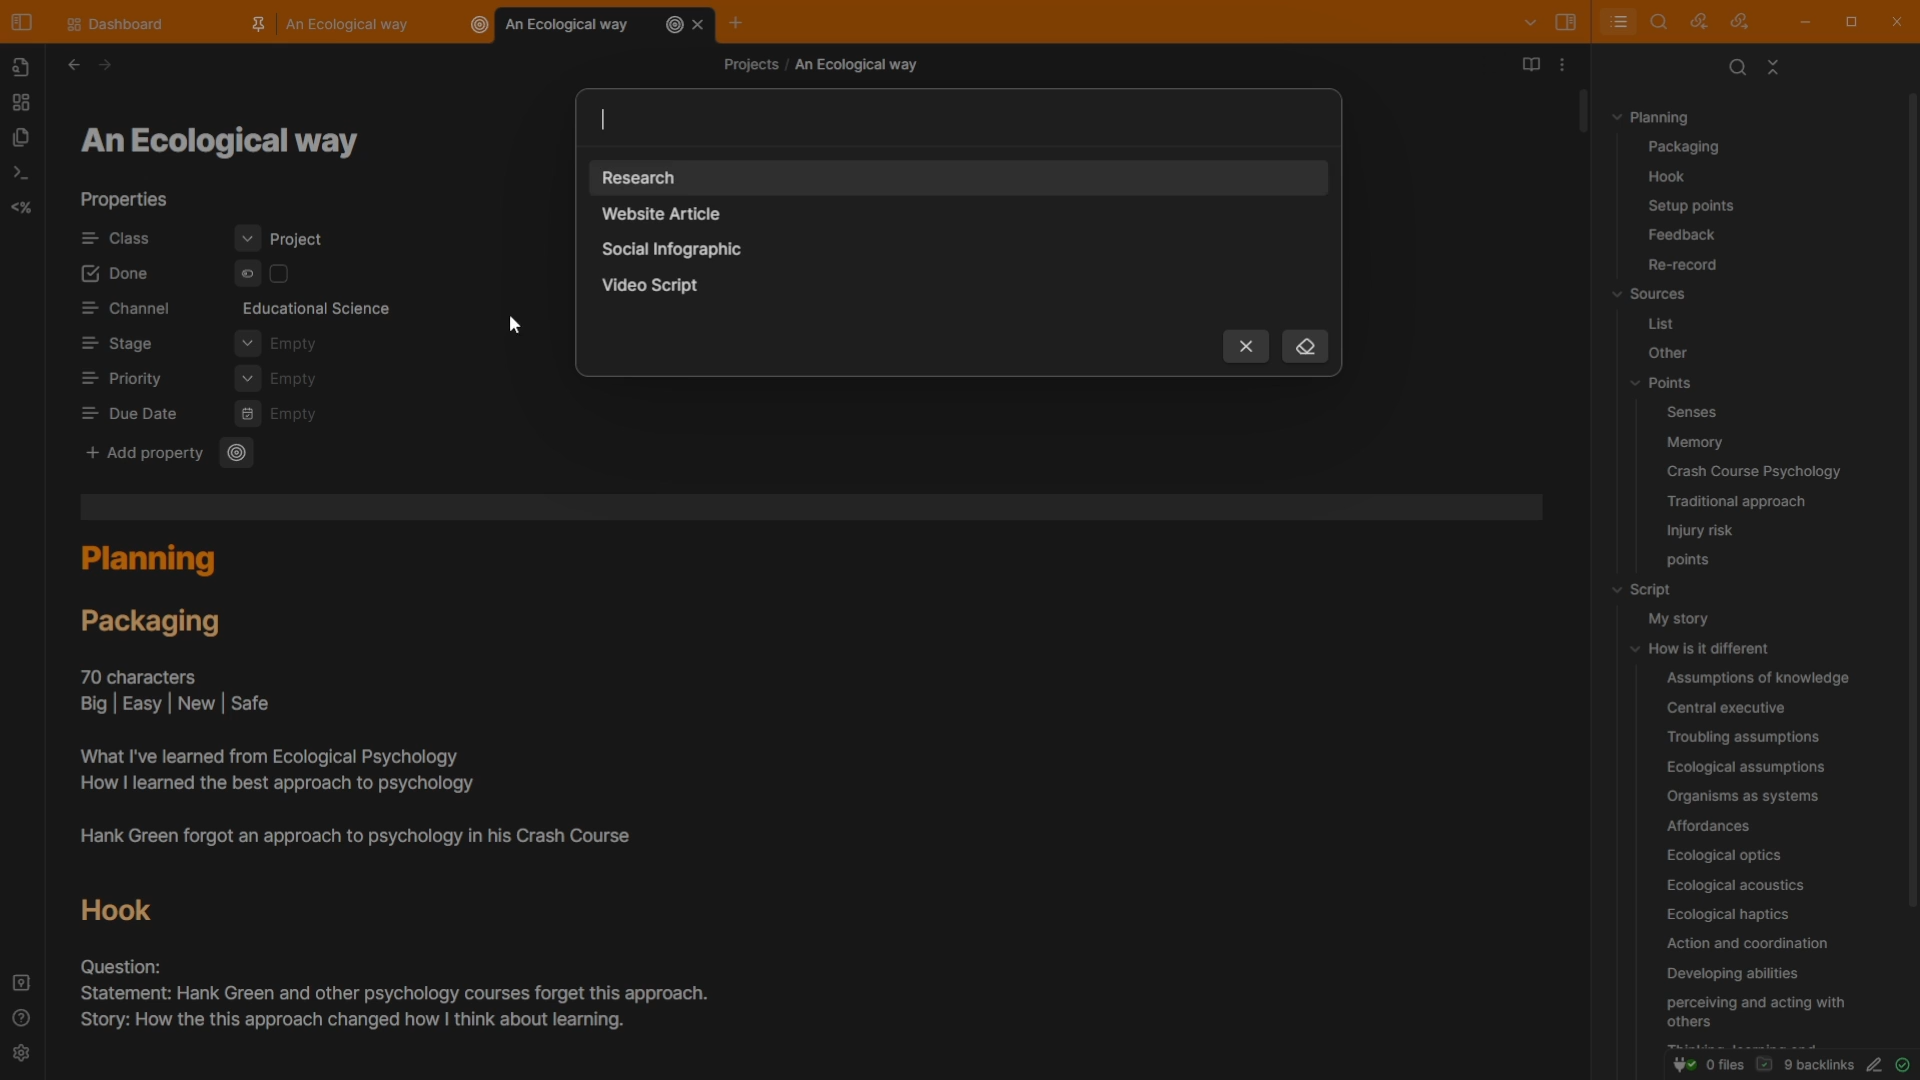 Dashboard
An Ecological way
An Ecological way
Projects / An Ecological way
An Ecological way
Properties
Class
Project
Done
Channel
Educational Science
Stage
Empty
Priority
Empty
Due Date
Empty
+ Add property
Research
Website Article
Social Infographic
Video Script
Planning
Packaging
70 characters
Big | Easy | New | Safe
What I've learned from Ecological Psychology
How I learned the best approach to psychology
Hank Green forgot an approach to psychology in his Crash Course
Hook
Question:
Statement: Hank Green and other psychology courses forget this approach.
Story: How the this approach changed how I think about learning.
Planning
Packaging
Hook
Setup points
Feedback
Re-record
Sources
List
Other
Points
Senses
Memory
Crash Course Psychology
Traditional approach
Injury risk
points
Script
My story
How is it different
Assumptions of knowledge
Central executive
Troubling assumptions
Ecological assumptions
Organisms as systems
Affordances
Ecological optics
Ecological acoustics
Ecological haptics
Action and coordination
Developing abilities
perceiving and acting with
others
0 files
9 backlinks